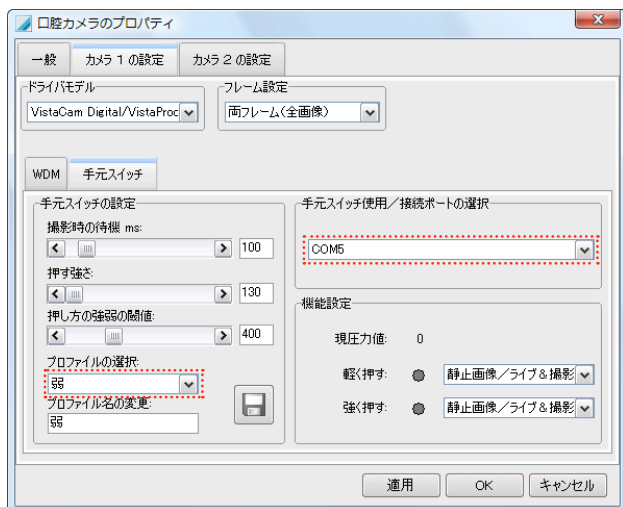 口腔カメラのプロパティ
一般 カメラ1の設定 カメラ2の設定
ドライバモデル フレーム設定
VistaCam Digital/VistaProc 両フレーム(全画像)
WDM 手元スイッチ
手元スイッチの設定 手元スイッチ使用/接続ポートの選択
撮影時の待機 ms:
100 COM5
押す強さ:
130
押し方の強弱の閾値: 機能設定
400 現圧力値: 0
プロファイルの選択: 軽く押す: 静止画像/ライブ&撮影
弱
プロファイル名の変更: 強く押す: 静止画像/ライブ&撮影
弱
適用 OK キャンセル